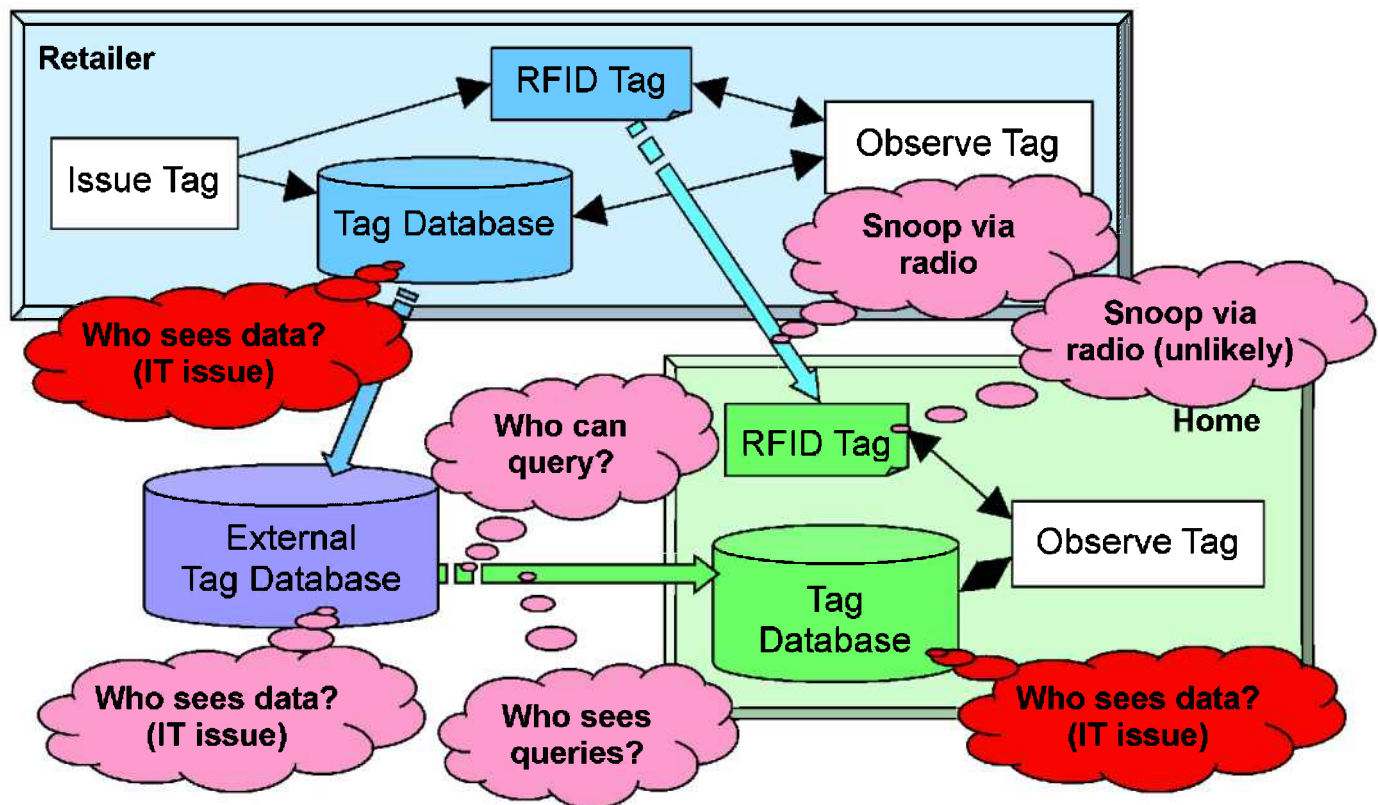 Retailer
RFID Tag
Issue Tag
Observe Tag
Tag Database
Snoop via
radio
Who sees data?
(IT issue)
Snoop via
radio (unlikely)
Home
Who can
query?
RFID Tag
External
Tag Database
Observe Tag
Tag
Database
Who sees data?
(IT issue)
Who sees
queries?
Who sees data?
(IT issue)